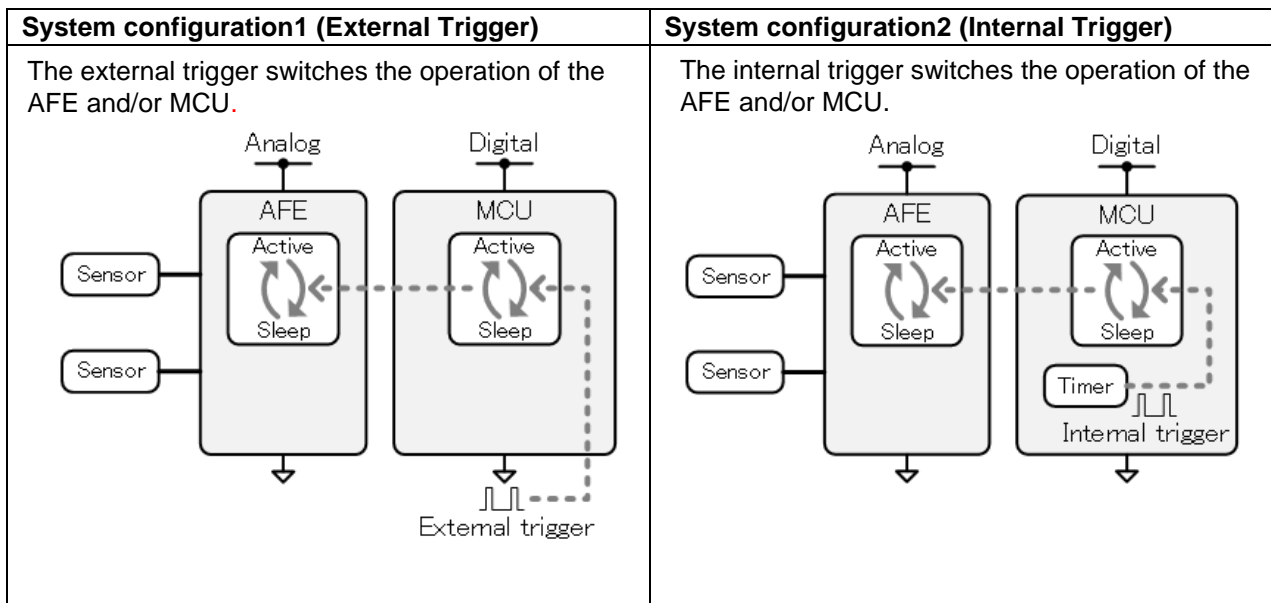 System configuration1 (External Trigger)
The external trigger switches the operation of the
AFE and/or MCU.
Analog
Digital
AFE
MCU
Active
Active
Sensor
Sleep
Sleep
Sensor
External trigger
System configuration2 (Internal Trigger)
The internal trigger switches the operation of the
AFE and/or MCU.
Analog
Digital
AFE
MCU
Active
Active
Sensor
Sleep
Sleep
Sensor
Timer
Internal trigger